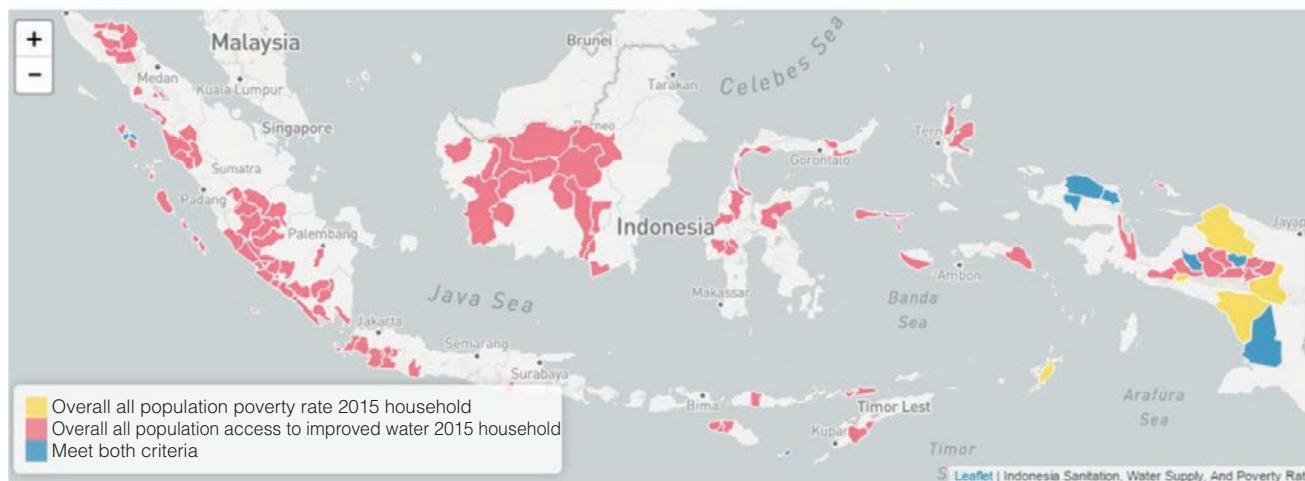 +
−
Malaysia
Brunei
Celebes Sea
Medan
Kuala Lumpur
Tarakan
Singapore
Borneo
Tern
Gorontalo
Sumatra
Padang
Palembang
Indonesia
Jayap
Ambon
Java Sea
Makassar
Banda
Sea
Jakarta
Semarang
Surabaya
Arafura
Sea
Bima
Timor Lest
Kupar
Timor
S
Overall all population poverty rate 2015 household
Overall all population access to improved water 2015 household
Meet both criteria
Leaflet | Indonesia Sanitation, Water Supply, And Poverty Rat